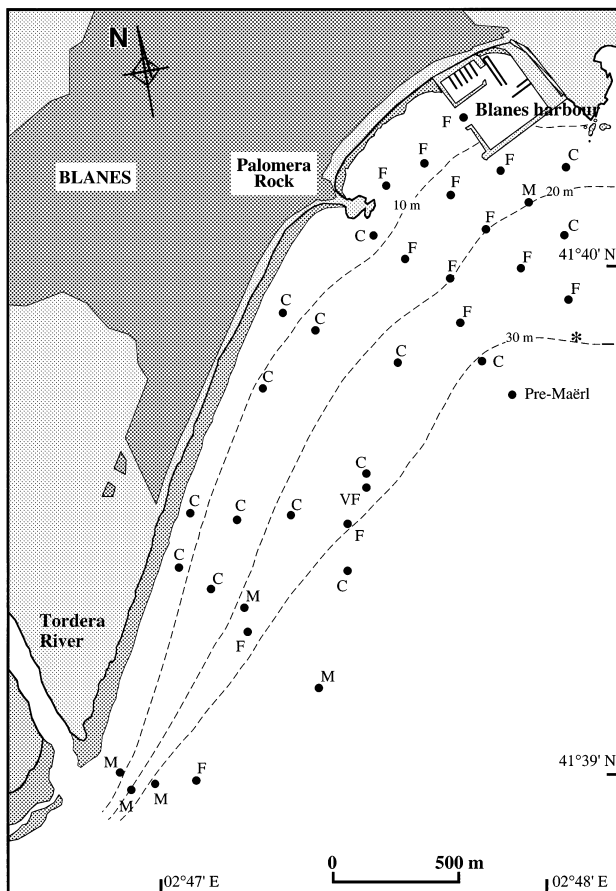 N
Blanes harbour
F
BLANES
Palomera
Rock
F
F
C
F
F
M
20 m
10 m
C
F
C
F
F
F
41°40' N
F
F
C
C
30 m
*
C
C
C
Pre-Maërl
C
VF
C
C
C
F
C
C
C
M
Tordera
River
F
M
M
F
M
M
41°39' N
0
500 m
02°47' E
02°48' E